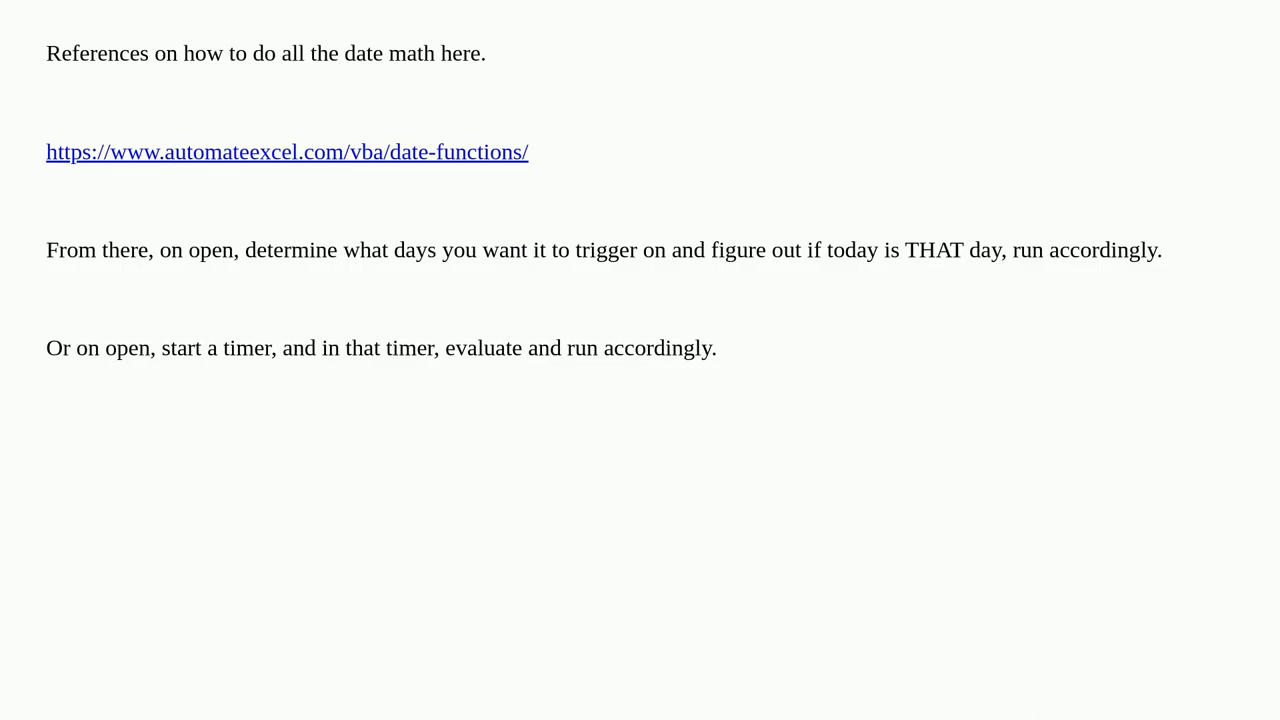 References on how to do all the date math here.
https://www.automateexcel.com/vba/date-functions/
From there, on open, determine what days you want it to trigger on and figure out if today is THAT day, run accordingly.
Or on open, start a timer, and in that timer, evaluate and run accordingly.